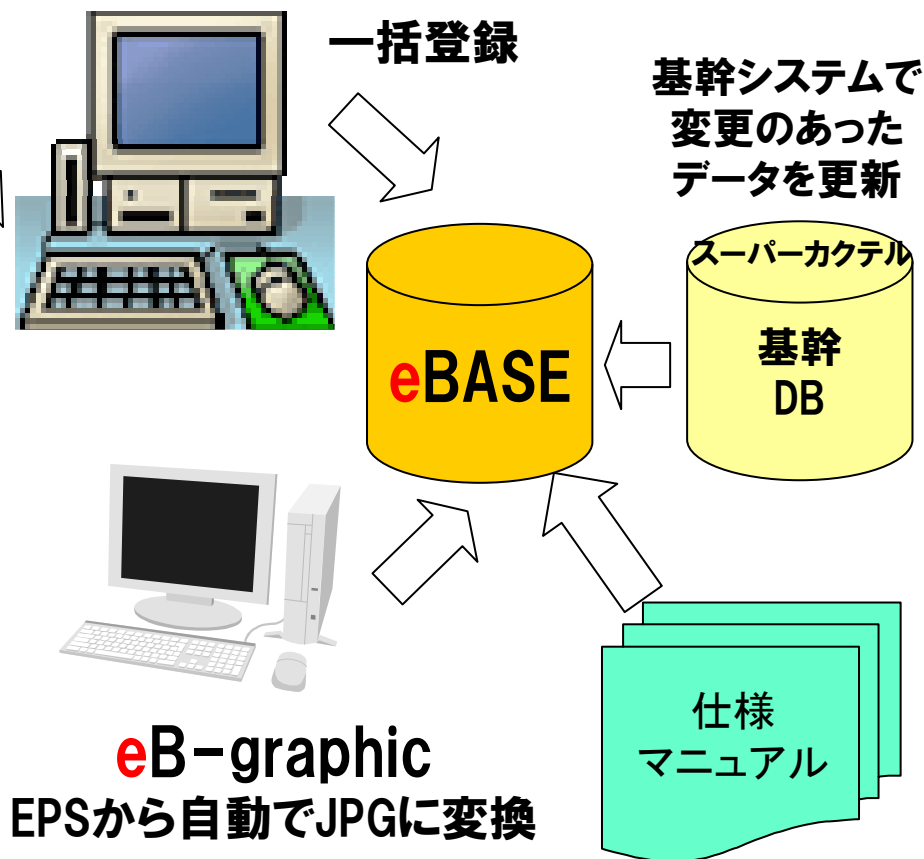 一括登録
基幹システムで
変更のあった
データを更新
スーパーカクテル
基幹
DB
eBASE
仕様
マニュアル
eB-graphic
EPSから自動でJPGに変換